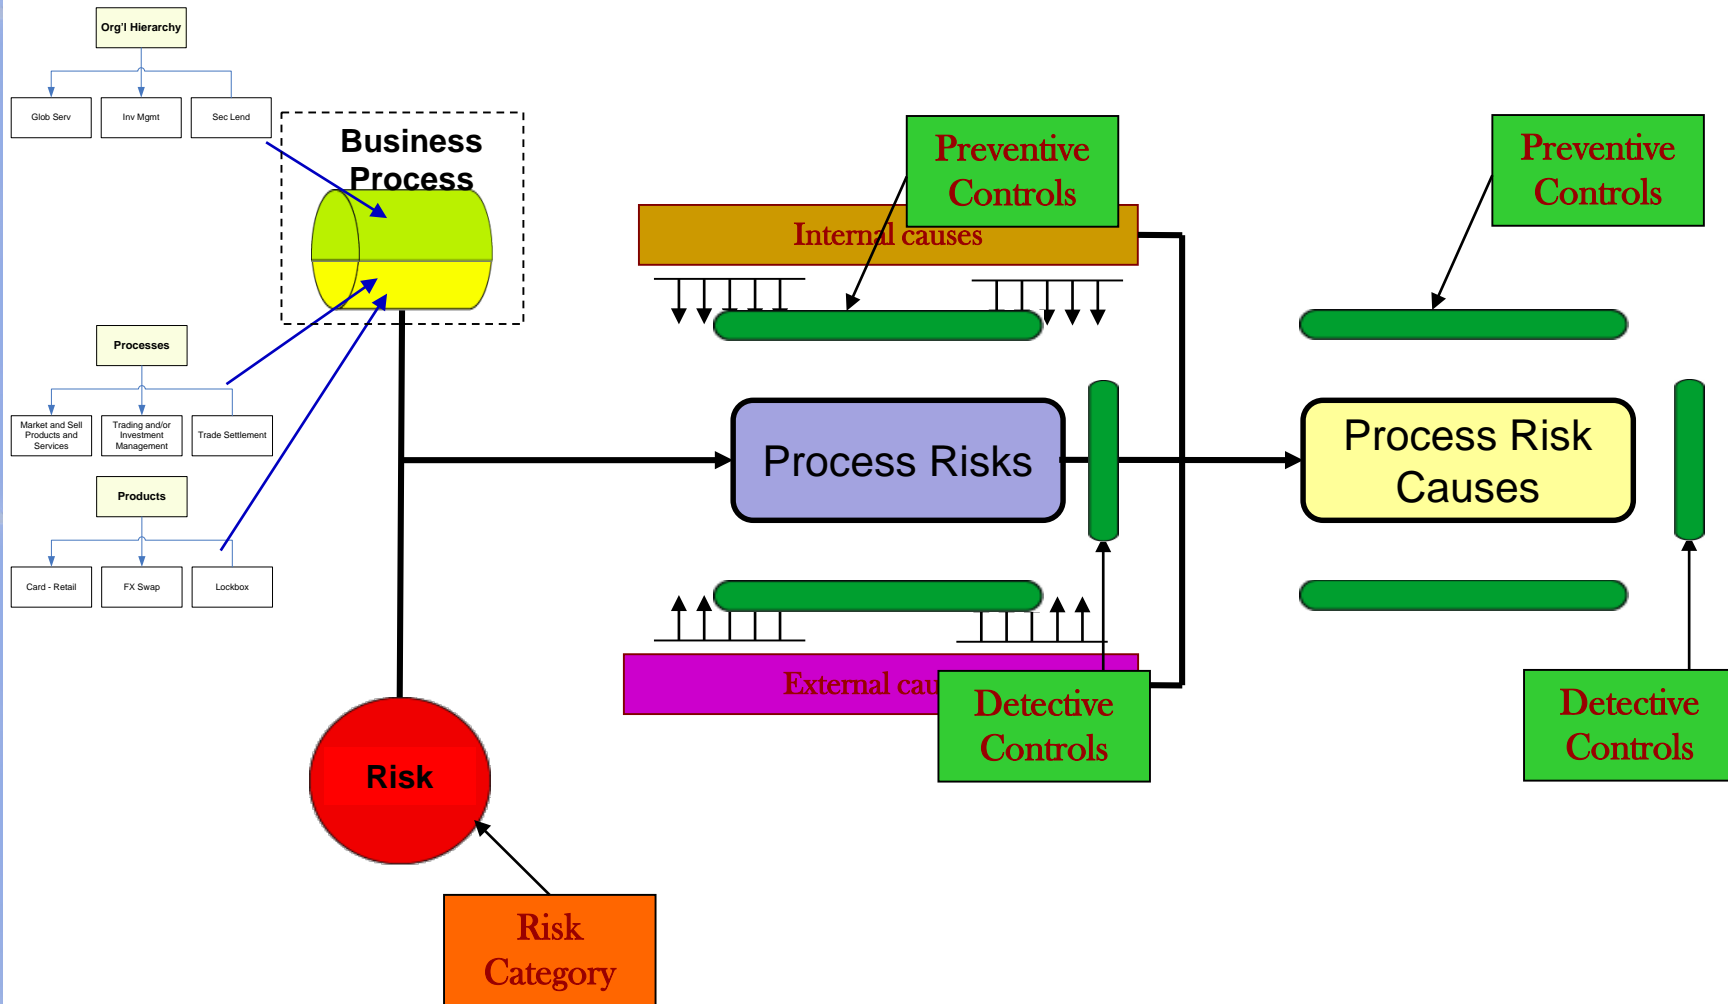 Org'l Hierarchy
Glob Serv
Inv Mgmt
Sec Lend
Business
Process
Preventive
Controls
Preventive
Controls
Internal causes
Processes
Market and Sell
Products and
Services
Trading and/or
Investment
Management
Trade Settlement
Process Risks
Process Risk
Causes
Products
Card - Retail
FX Swap
Lockbox
External cau
Detective
Controls
Detective
Controls
Risk
Risk
Category